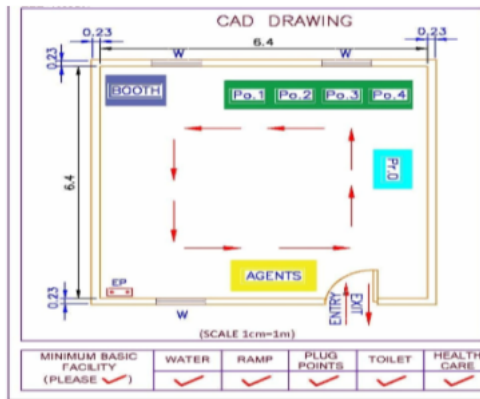 CAD DRAWING
0,23
6.4
0,23
W
W
0,23
BOOTH
Po.1
Po.2
Po.3
Po.4
6.4
Pr.O
EP
AGENTS
0,23
W
ENTRY
EXIT
(SCALE 1cm=1m)
MINIMUM BASIC
FACILITY
(PLEASE ✓)
WATER
RAMP
PLUG
POINTS
TOILET
HEALTH
CARE